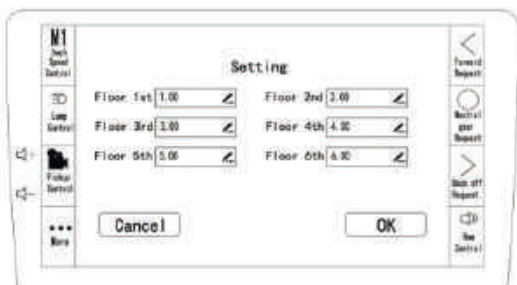 M1
Speed
Control
Lamp
Control
Pickup
Control
More
Setting
Floor 1st 1.00
Floor 2nd 2.00
Floor 3rd 3.00
Floor 4th 4.00
Floor 5th 5.00
Floor 6th 6.00
Cancel
OK
Forward
Request
Neutral
gear
Request
Back off
Request
Control